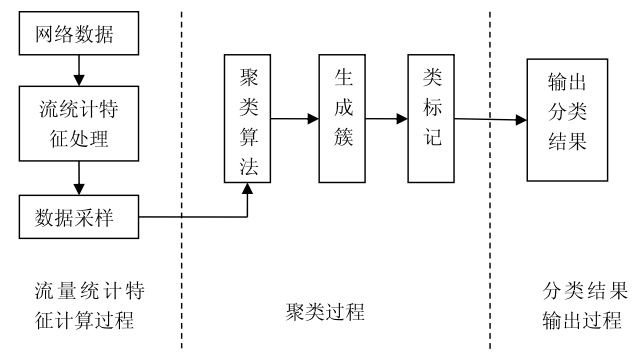 网络数据
流统计特
征处理
数据采样
聚类算法
生成簇
类标记
输出
分类
结果
流量统计特
征计算过程
聚类过程
分类结果
输出过程